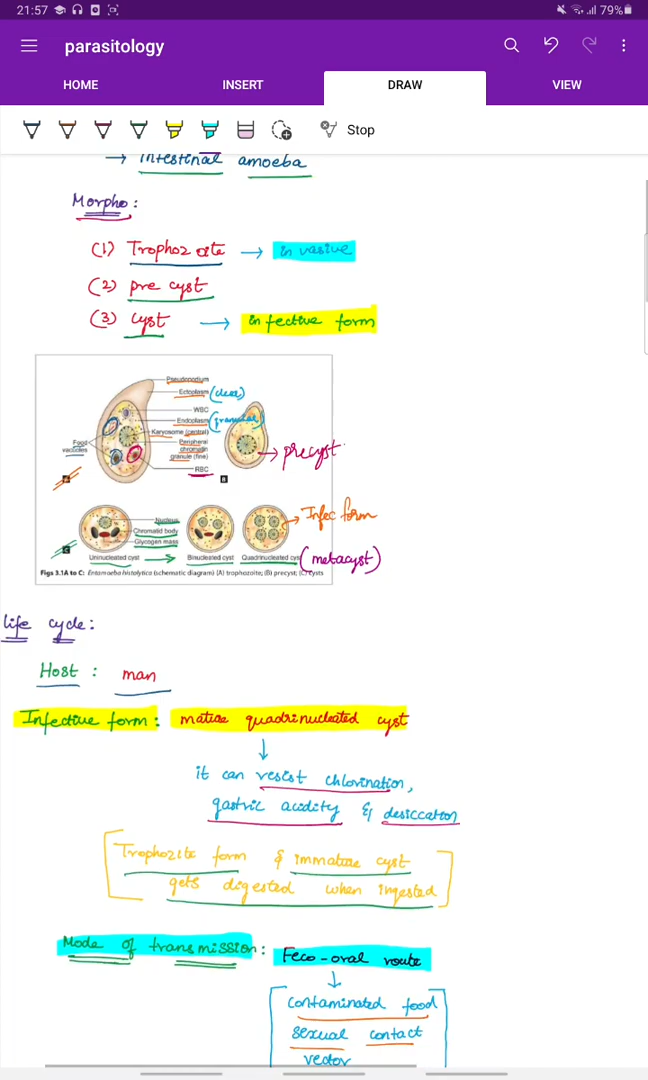 21:57
79%
parasitology
HOME INSERT DRAW VIEW
Stop
→ intestinal amoeba
Morpho:
(1) Trophozoite → invasive
(2) pre cyst
(3) cyst → infective form
Pseudopodium
Ectoplasm (clear)
WBC
Endoplasm (granular)
Karyosome (central)
Food vacuoles
Peripheral
chromatin
granule (fine)
RBC
→ precyst
A
B
Nucleus
Chromatid body
Glycogen mass
→ Infec form
C
Uninucleated cyst → Binucleated cyst Quadrinucleated cyst (metacyst)
Figs 3.1A to C: Entamoeba histolytica (schematic diagram) (A) trophozoite; (B) precyst; (C) cysts
life cycle:
Host : man
Infective form: mature quadrinucleated cyst
↓
it can resist chlorination,
gastric acidity & desiccation
[Trophozite form & immature cyst
gets digested when ingested]
Mode of transmission: Feco-oral route
↓
[contaminated food
sexual contact
vector